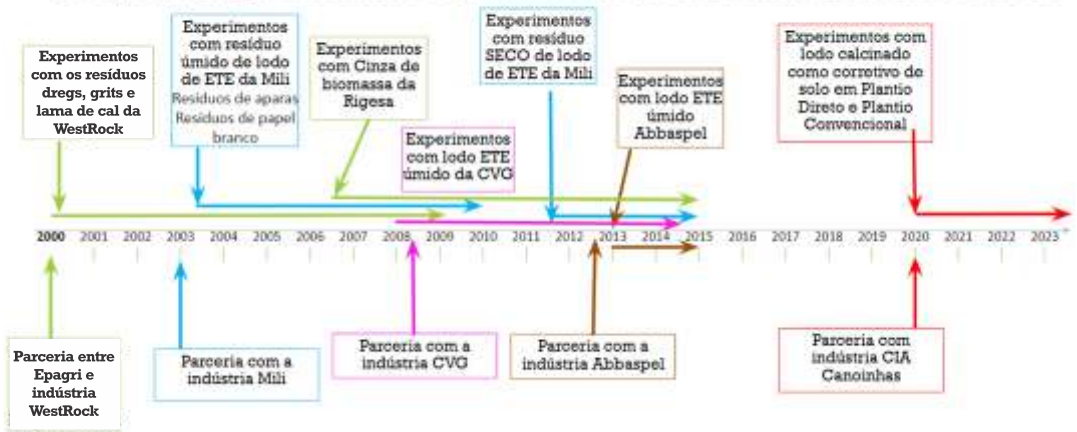 Experimentos
com os resíduos
dregs, grits e
lama de cal da
WestRock
Experimentos
com resíduo
úmido de lodo
de ETE da Mili
Resíduos de aparas
Resíduos de papel
branco
Experimentos
com Cinza de
biomassa da
Rigesa
Experimentos
com lodo ETE
úmido da CVG
Experimentos
com resíduo
SECO de lodo
de ETE da Mili
Experimentos
com lodo ETE
úmido
Abbaspel
Experimentos com
lodo calcinado
como corretivo de
solo em Plantio
Direto e Plantio
Convencional
2000 2001 2002 2003 2004 2005 2006 2007 2008 2009 2010 2011 2012 2013 2014 2015 2016 2017 2018 2019 2020 2021 2022 2023
Parceria entre
Epagri e
indústria
WestRock
Parceria com a
indústria Mili
Parceria com a
indústria CVG
Parceria com a
indústria Abbaspel
Parceria com
indústria CIA
Canoinhas